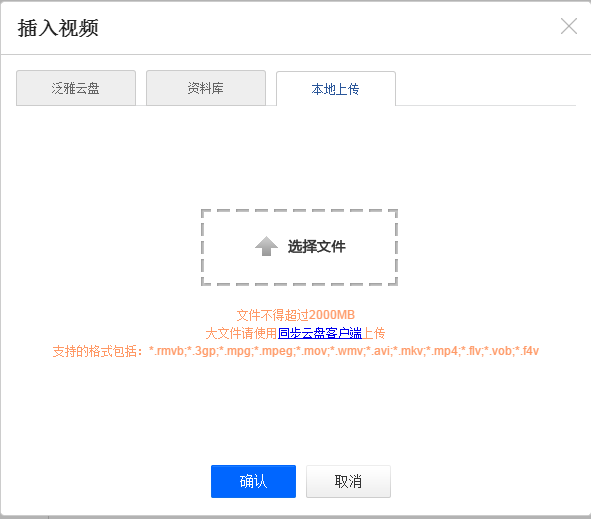 插入视频
泛雅云盘 资料库 本地上传
选择文件
文件不得超过2000MB
大文件请使用同步云盘客户端上传
支持的格式包括：*.rmvb;*.3gp;*.mpg;*.mpeg;*.mov;*.wmv;*.avi;*.mkv;*.mp4;*.flv;*.vob;*.f4v
确认 取消